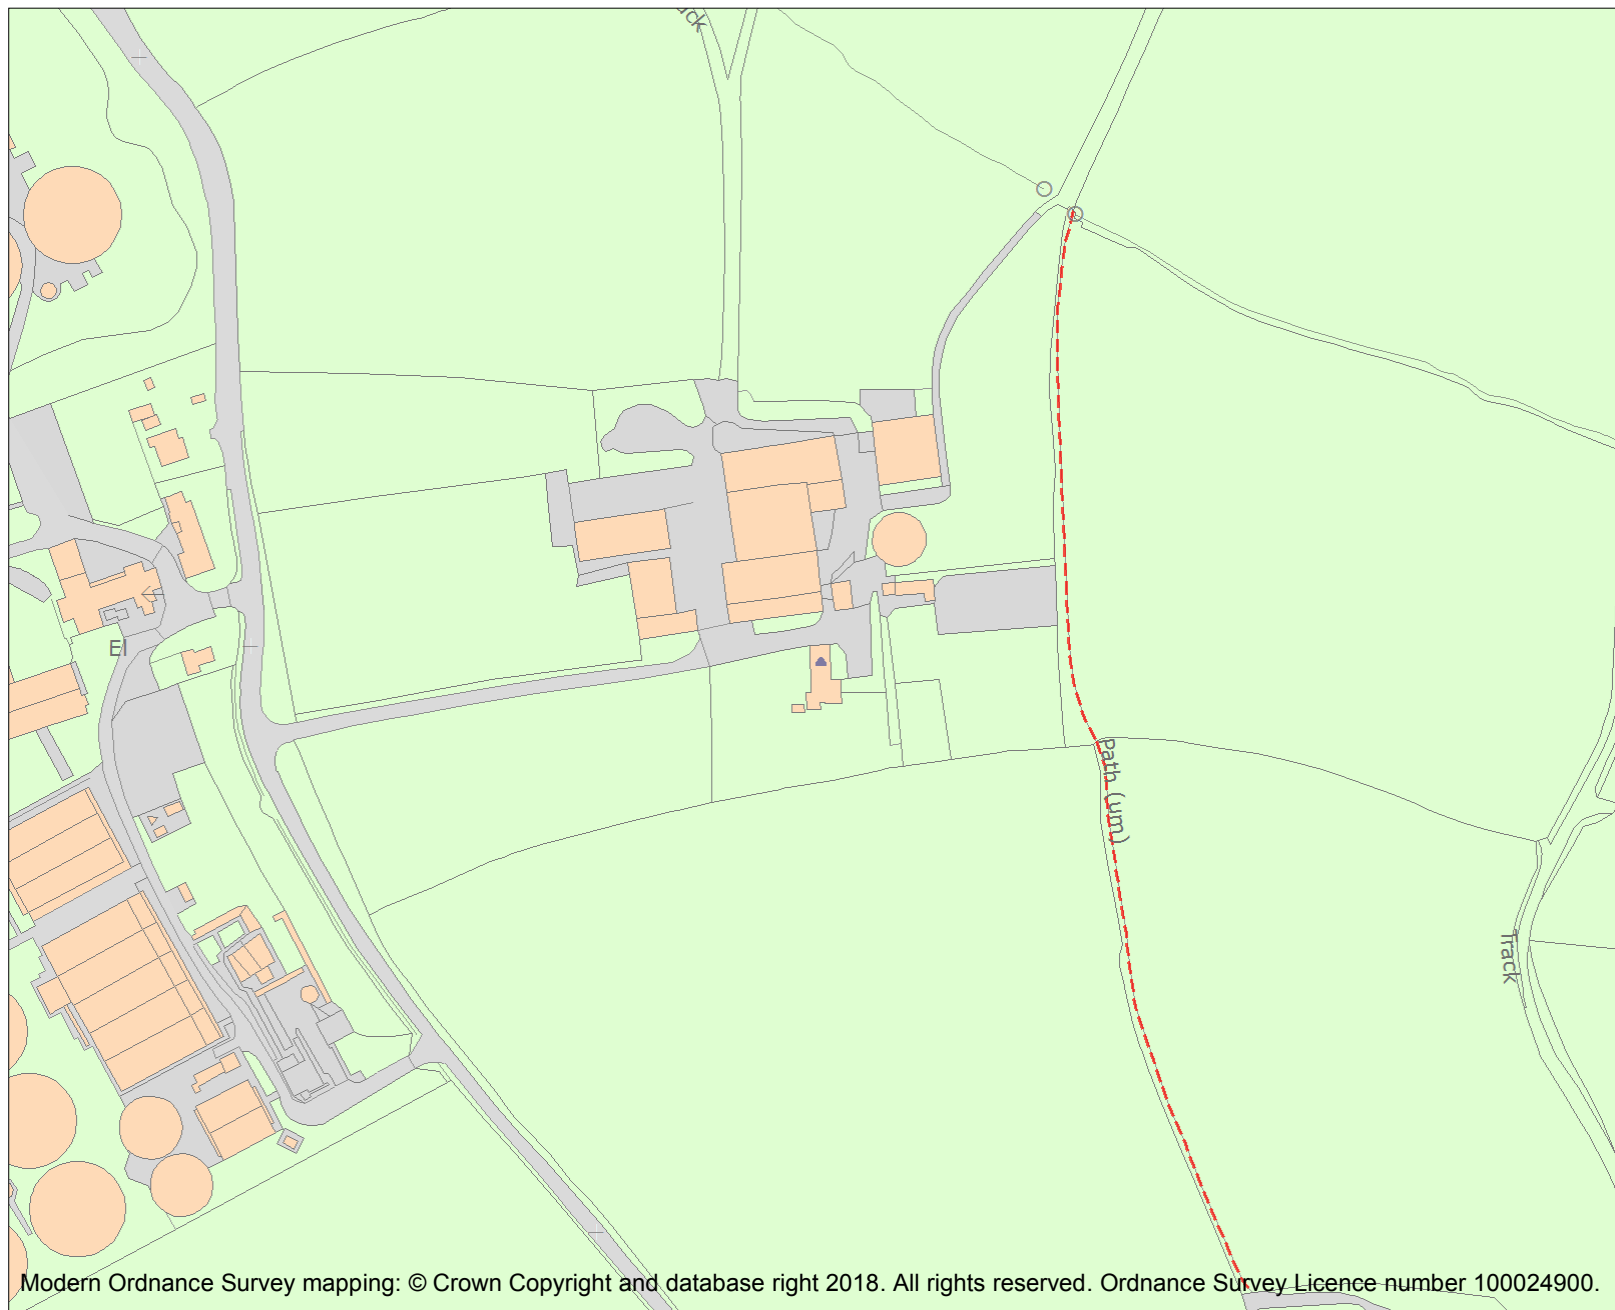 El
Path (um)
Track
Modern Ordnance Survey mapping: © Crown Copyright and database right 2018. All rights reserved. Ordnance Survey Licence number 100024900.